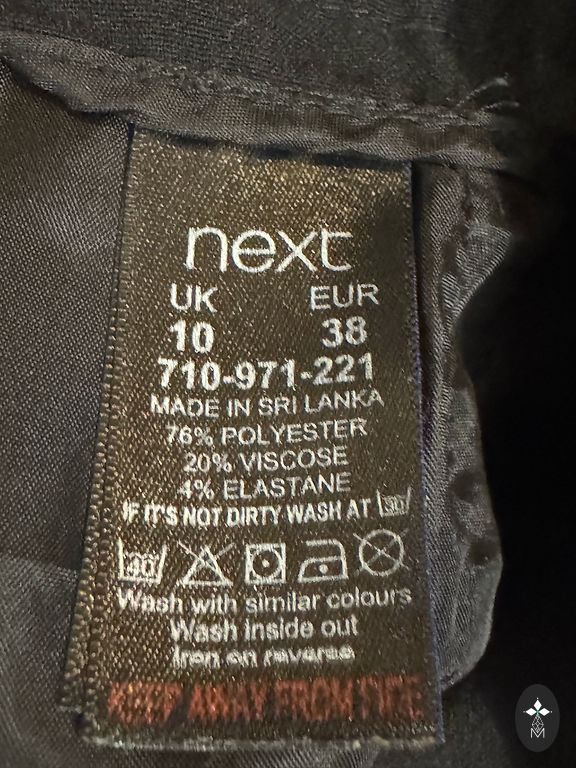 next
UK EUR
10 38
710-971-221
MADE IN SRI LANKA
76% POLYESTER
20% VISCOSE
4% ELASTANE
IF IT'S NOT DIRTY WASH AT 30
40
Wash with similar colours
Wash inside out
Iron on reverse
KEEP AWAY FROM FIRE